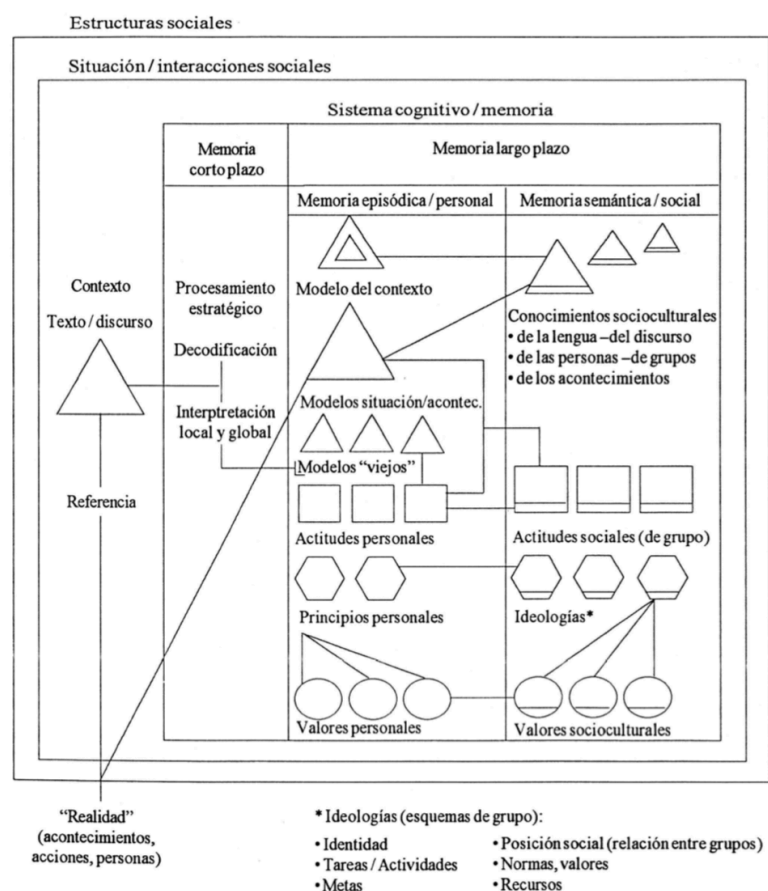 Estructuras sociales
Situación / interacciones sociales
Sistema cognitivo / memoria
Memoria
corto plazo
Memoria largo plazo
Memoria episódica / personal
Memoria semántica / social
Contexto
Texto / discurso
Referencia
Procesamiento
estratégico
Decodificación
Interptretación
local y global
Modelo del contexto
Modelos situación/acontec.
Modelos “viejos”
Actitudes personales
Principios personales
Valores personales
Conocimientos socioculturales
• de la lengua –del discurso
• de las personas –de grupos
• de los acontecimientos
Actitudes sociales (de grupo)
Ideologías*
Valores socioculturales
“Realidad”
(acontecimientos,
acciones, personas)
* Ideologías (esquemas de grupo):
• Identidad
• Tareas / Actividades
• Metas
• Posición social (relación entre grupos)
• Normas, valores
• Recursos